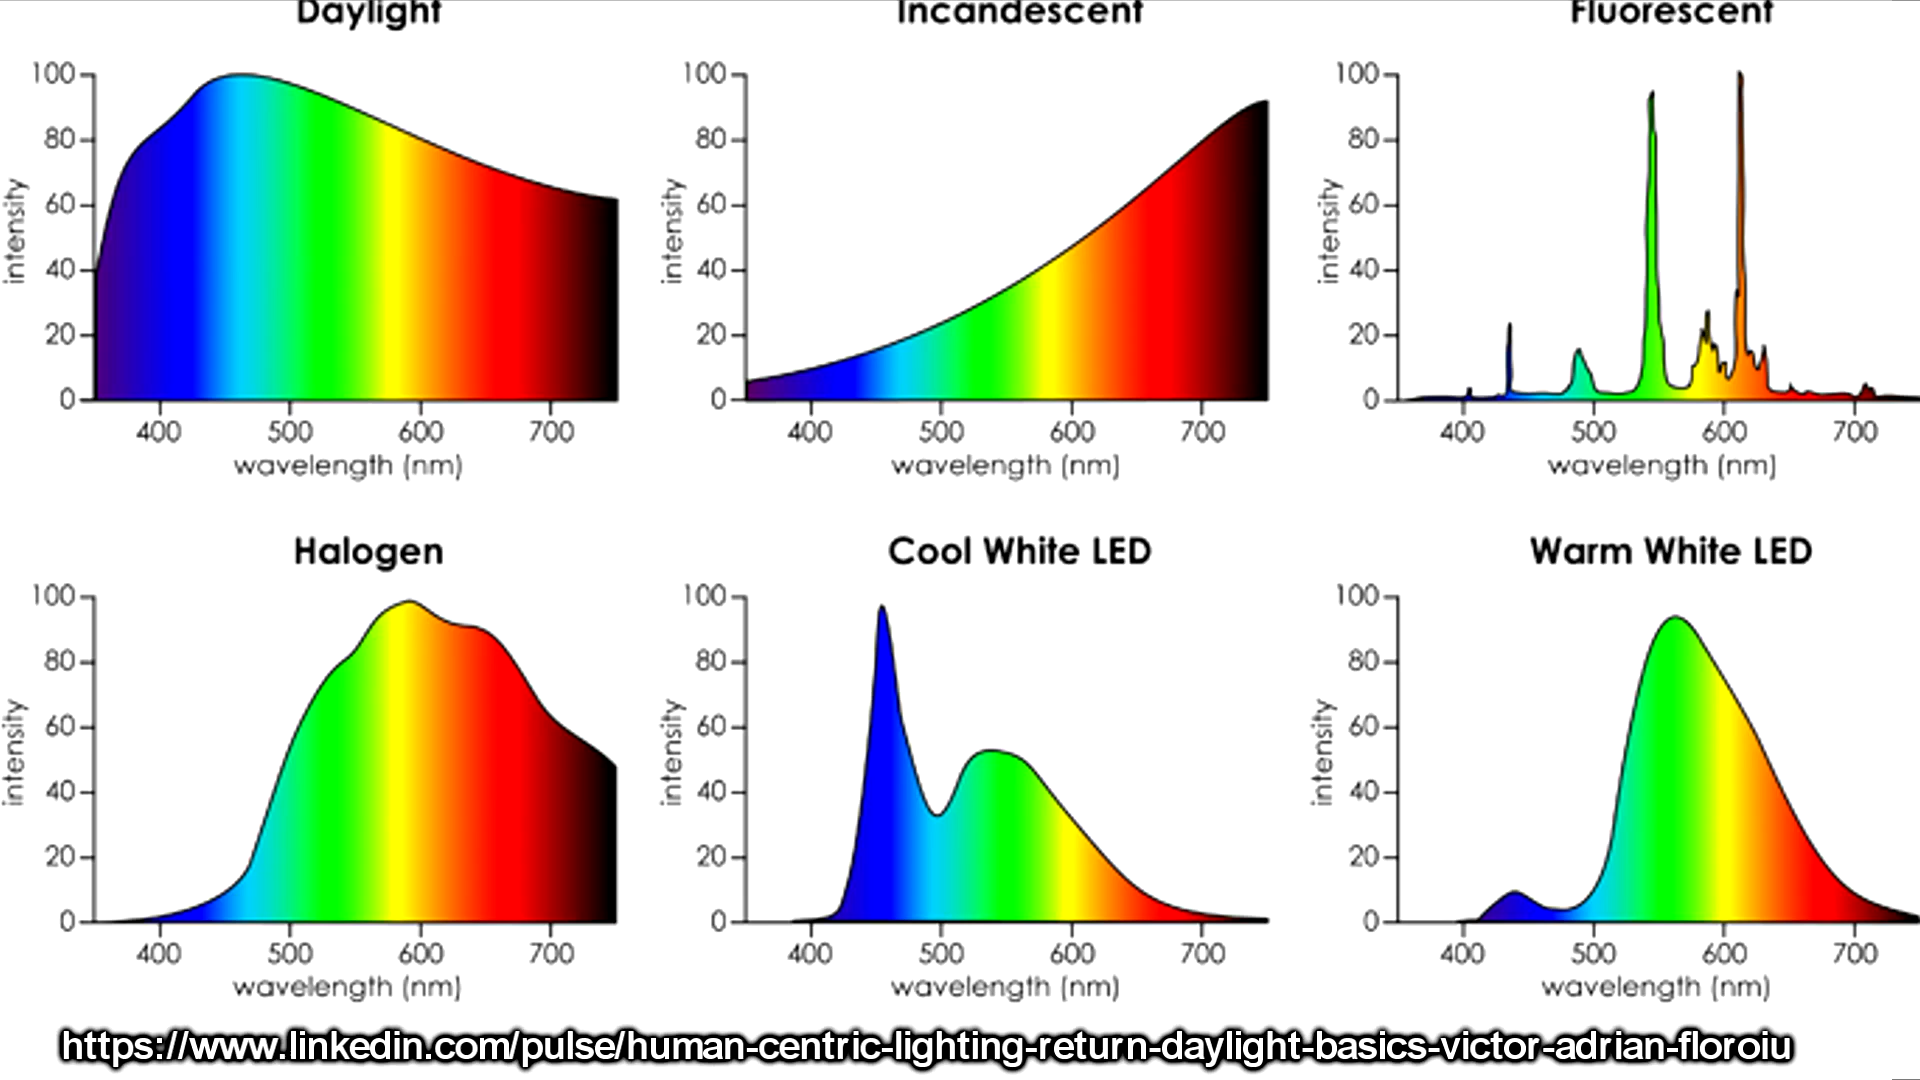 Daylight
Incandescent
Fluorescent
100
80
60
40
20
0
intensity
400 500 600 700
wavelength (nm)
100
80
60
40
20
0
intensity
400 500 600 700
wavelength (nm)
100
80
60
40
20
0
intensity
400 500 600 700
wavelength (nm)
Halogen
Cool White LED
Warm White LED
100
80
60
40
20
0
intensity
400 500 600 700
wavelength (nm)
100
80
60
40
20
0
intensity
400 500 600 700
wavelength (nm)
100
80
60
40
20
0
intensity
400 500 600 700
wavelength (nm)
https://www.linkedin.com/pulse/human-centric-lighting-return-daylight-basics-victor-adrian-floroiu